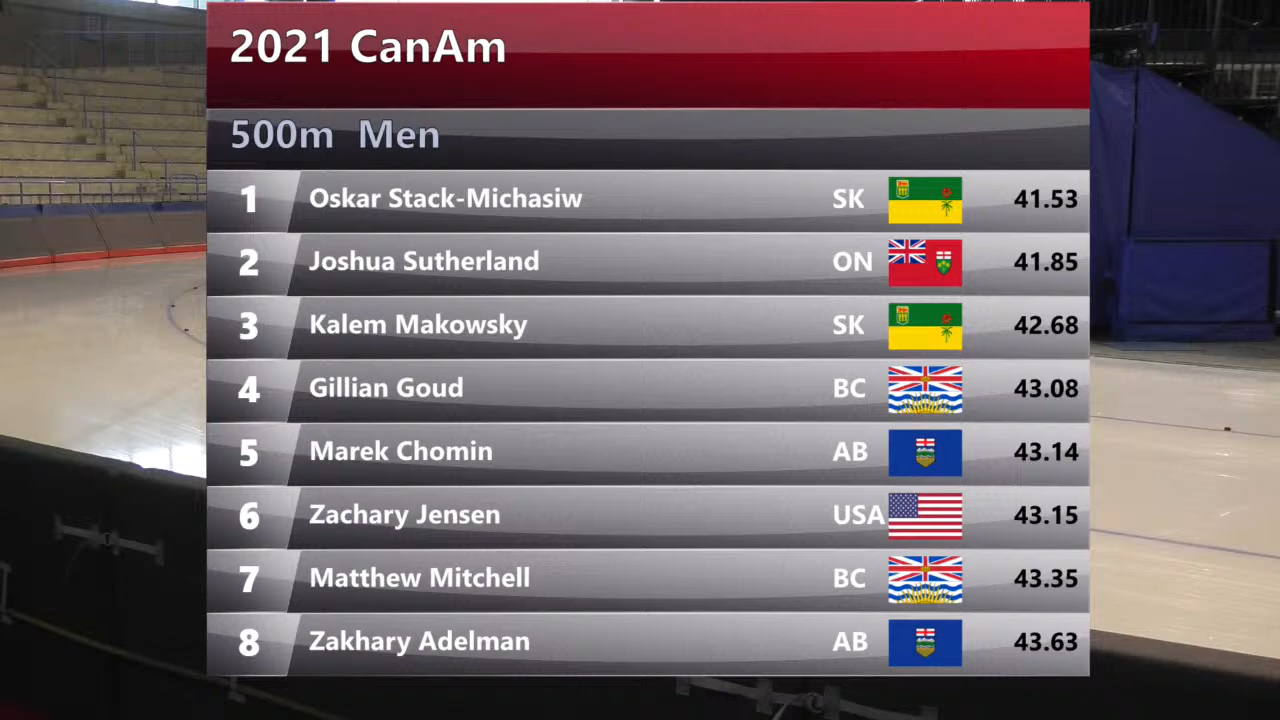 2021 CanAm
500m Men
1 Oskar Stack-Michasiw SK 41.53
2 Joshua Sutherland ON 41.85
3 Kalem Makowsky SK 42.68
4 Gillian Goud BC 43.08
5 Marek Chomin AB 43.14
6 Zachary Jensen USA 43.15
7 Matthew Mitchell BC 43.35
8 Zakhary Adelman AB 43.63